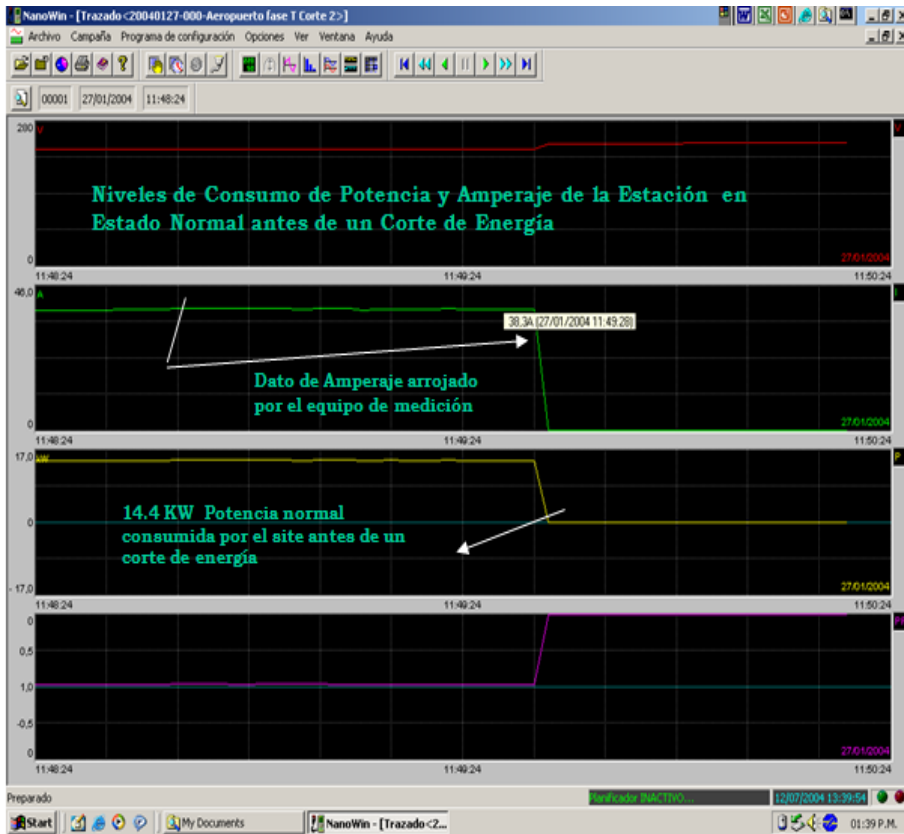 NanoWin - [Trazado<20040127-000-Aeropuerto fase T Corte 2>]
Archivo Campaña Programa de configuración Opciones Ver Ventana Ayuda
00001 27/01/2004 11:48:24
200 V V
Niveles de Consumo de Potencia y Amperaje de la Estación en
Estado Normal antes de un Corte de Energía
0 27/01/2004
11:48:24 11:49:24 11:50:24
46,0 A I
38.3A (27/01/2004 11:49:28)
Dato de Amperaje arrojado
por el equipo de medición
0 27/01/2004
11:48:24 11:49:24 11:50:24
17,0 kW P
14.4 KW Potencia normal
0
consumida por el site antes de un
corte de energía
- 17,0 27/01/2004
11:48:24 11:49:24 11:50:24
0 PF
0,5
1,0
-0,5
0 27/01/2004
11:48:24 11:49:24 11:50:24
Preparado Planificador INACTIVO... 12/07/2004 13:39:54
Start My Documents NanoWin - [Trazado<2... 01:39 P.M.